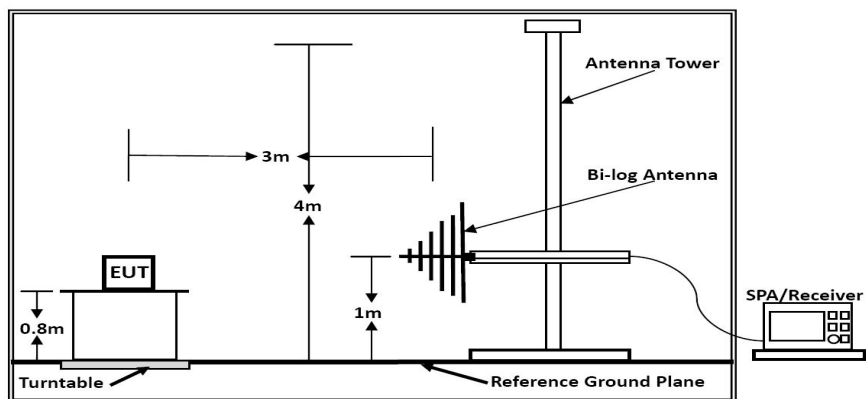 Antenna Tower
3m
Bi-log Antenna
4m
EUT
SPA/Receiver
0.8m
1m
Turntable
Reference Ground Plane